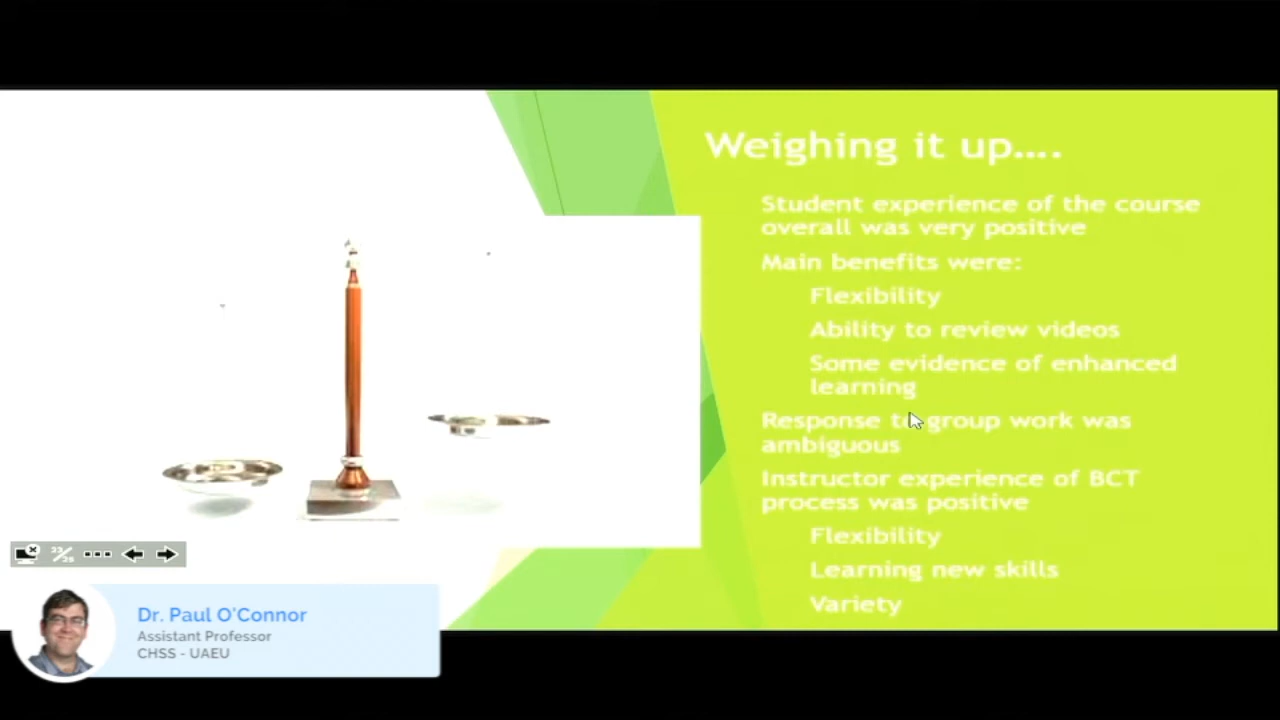 Weighing it up....
Student experience of the course
overall was very positive
Main benefits were:
Flexibility
Ability to review videos
Some evidence of enhanced
learning
Response to group work was
ambiguous
Instructor experience of BCT
process was positive
Flexibility
Learning new skills
Variety
Dr. Paul O'Connor
Assistant Professor
CHSS - UAEU